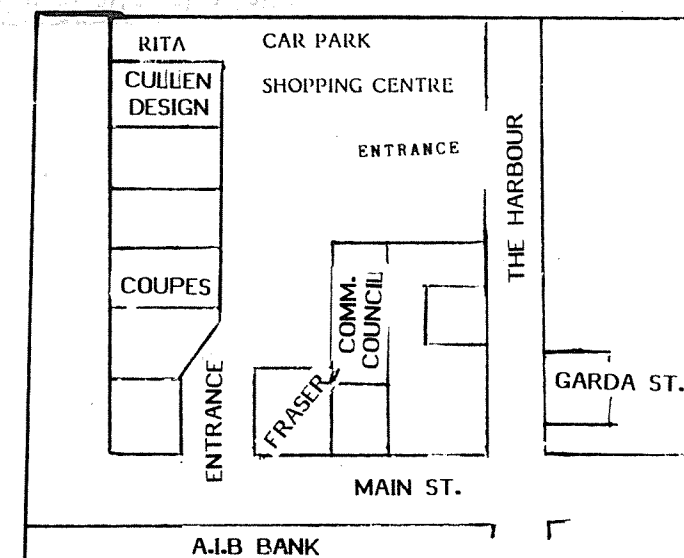 RITA
CULLEN
DESIGN
CAR PARK
SHOPPING CENTRE
ENTRANCE
THE HARBOUR
COUPES
COMM.
COUNCIL
FRASER
ENTRANCE
GARDA ST.
MAIN ST.
A.I.B BANK